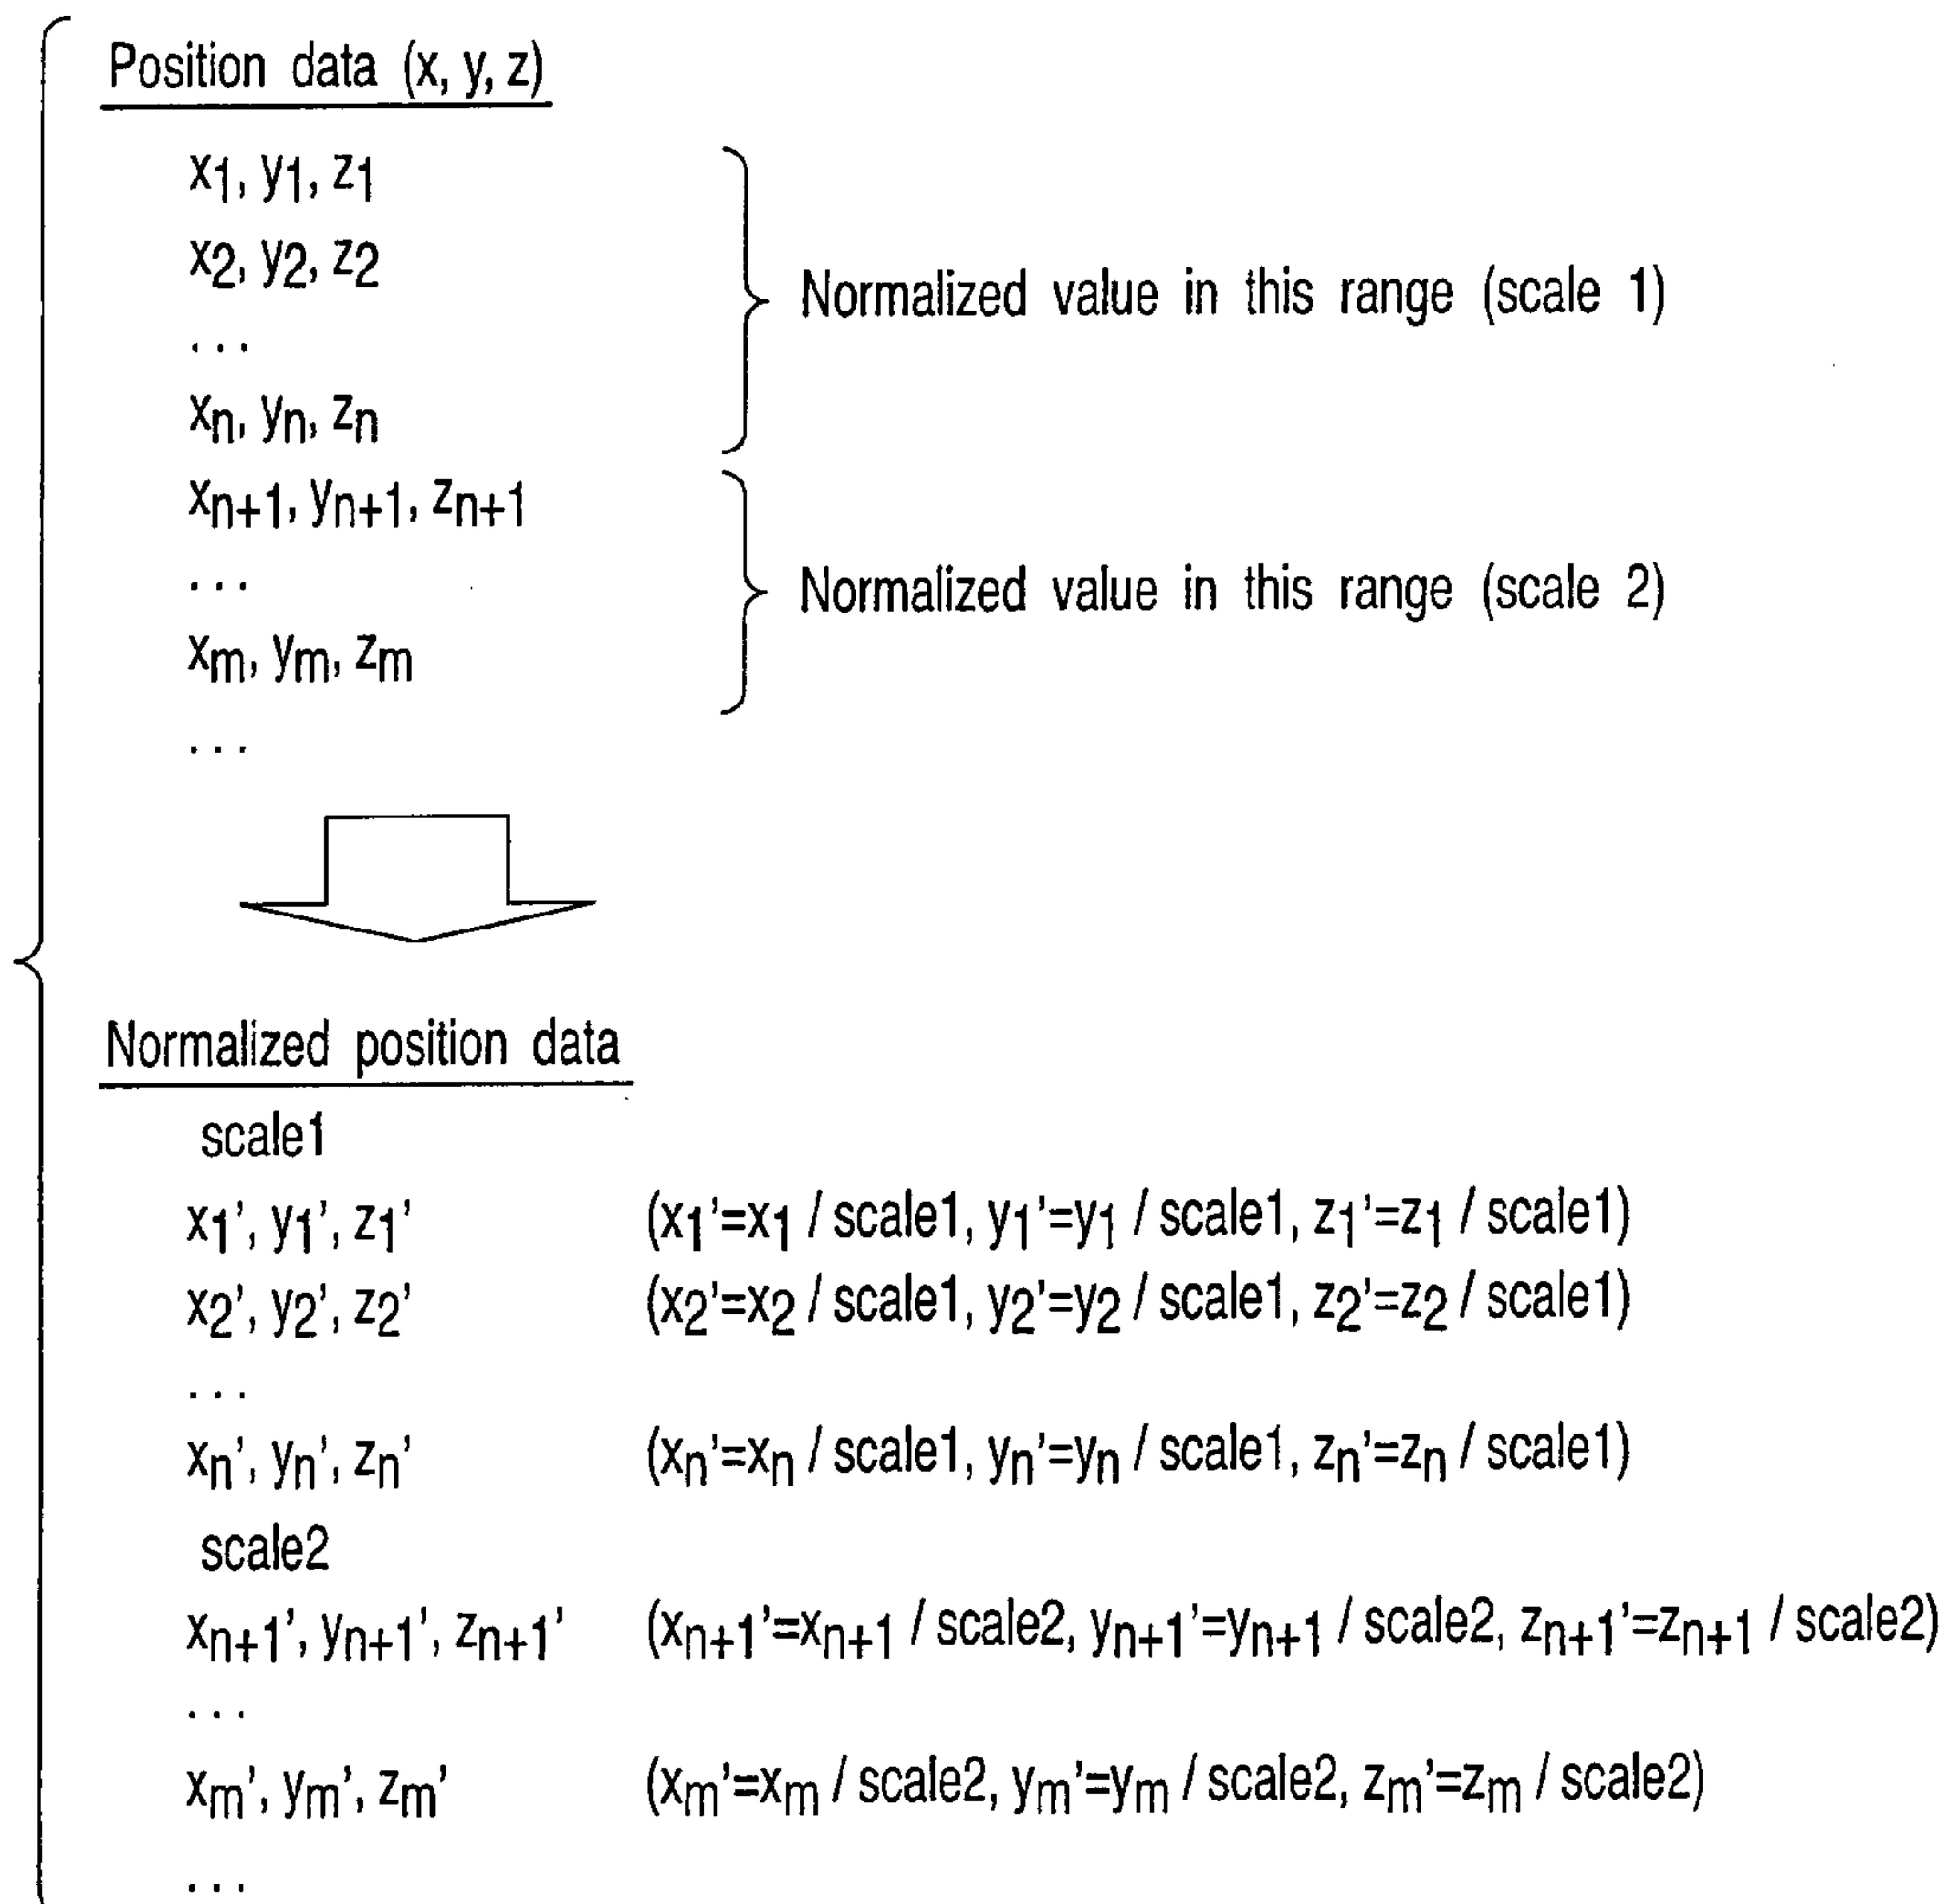 Position data (x, y, z)
x1, y1, z1
x2, y2, z2
...
xn, yn, zn
Normalized value in this range (scale 1)
xn+1, yn+1, zn+1
...
xm, ym, zm
Normalized value in this range (scale 2)
...
Normalized position data
scale1
x1', y1', z1' (x1'=x1 / scale1, y1'=y1 / scale1, z1'=z1 / scale1)
x2', y2', z2' (x2'=x2 / scale1, y2'=y2 / scale1, z2'=z2 / scale1)
...
xn', yn', zn' (xn'=xn / scale1, yn'=yn / scale1, zn'=zn / scale1)
scale2
xn+1', yn+1', zn+1' (xn+1'=xn+1 / scale2, yn+1'=yn+1 / scale2, zn+1'=zn+1 / scale2)
...
xm', ym', zm' (xm'=xm / scale2, ym'=ym / scale2, zm'=zm / scale2)
...